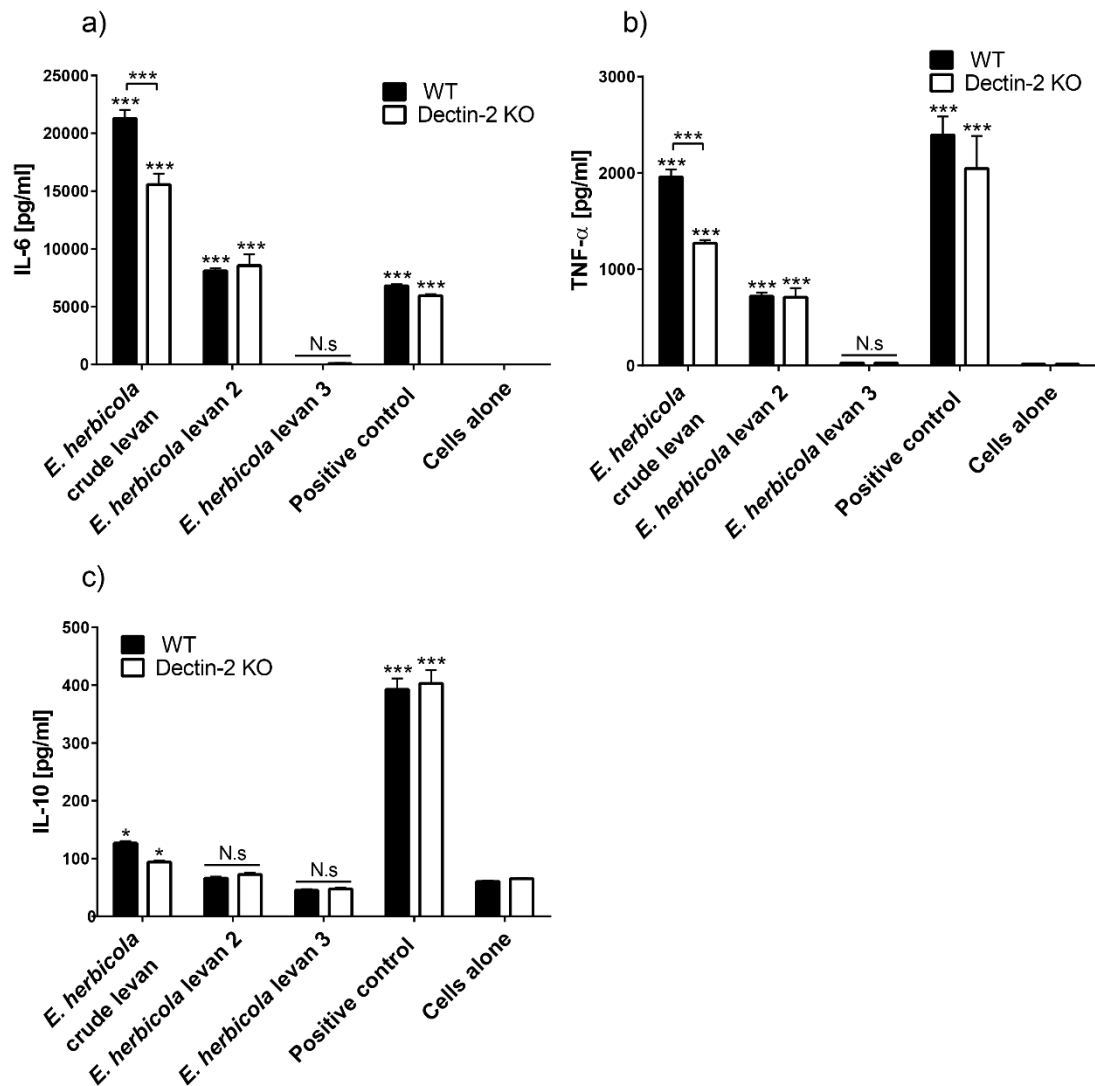 a)
***
***
***
***
***
N.s
***
***
WT
Dectin-2 KO
25000
20000
15000
10000
5000
0
IL-6 [pg/ml]
E. herbicola
crude levan
E. herbicola levan 2
E. herbicola levan 3
Positive control
Cells alone
b)
WT
Dectin-2 KO
***
***
***
***
***
N.s
***
***
3000
2000
1000
0
TNF-α [pg/ml]
E. herbicola
crude levan
E. herbicola levan 2
E. herbicola levan 3
Positive control
Cells alone
c)
WT
Dectin-2 KO
*
*
N.s
N.s
***
***
500
400
300
200
100
0
IL-10 [pg/ml]
E. herbicola
crude levan
E. herbicola levan 2
E. herbicola levan 3
Positive control
Cells alone